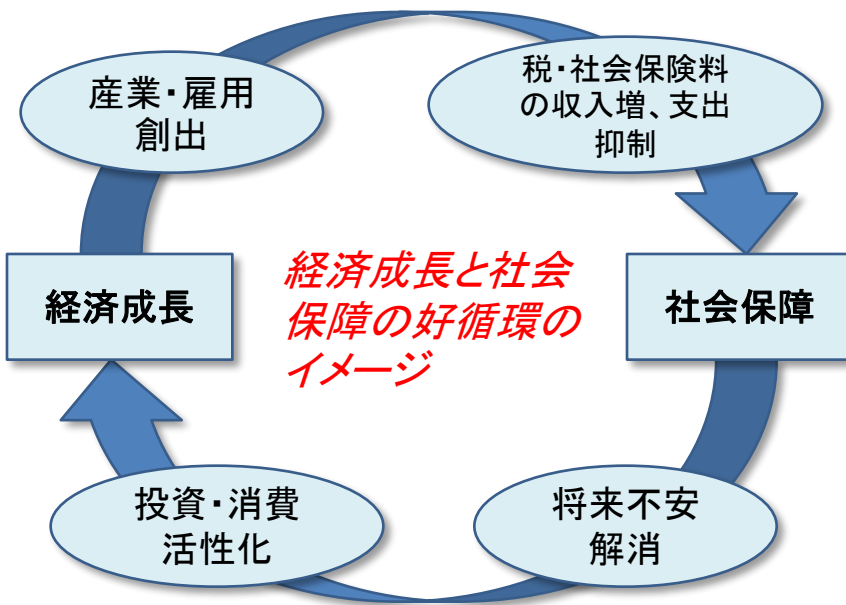 産業・雇用
創出
税・社会保険料
の収入増、支出
抑制
経済成長
経済成長と社会
保障の好循環の
イメージ
社会保障
投資・消費
活性化
将来不安
解消